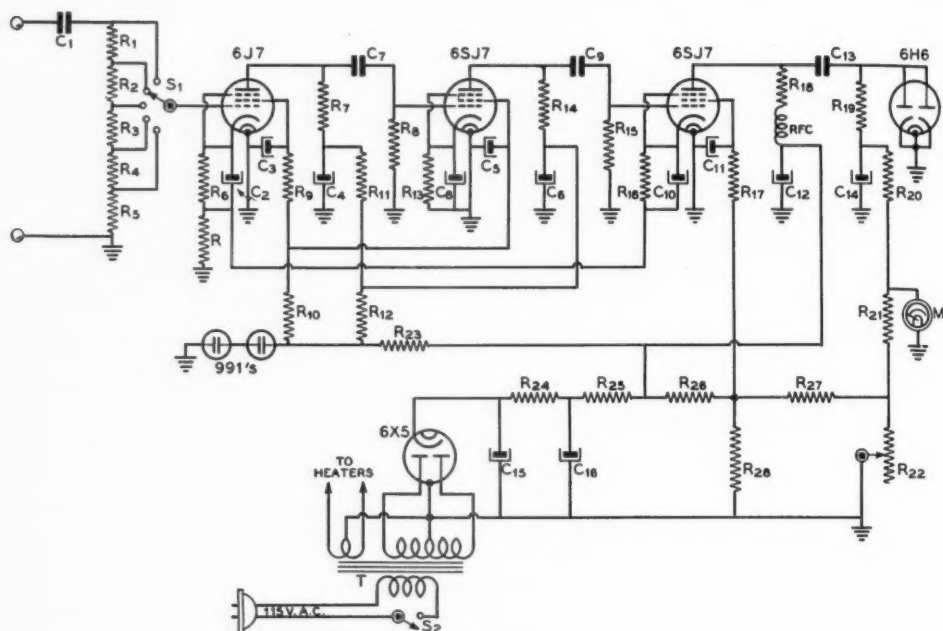 C1
R1
R2
R3
R4
R5
S1
6J7
C3
C2
R6
R
R9
R10
R7
C4
R11
R12
C7
R8
6SJ7
C5
R13
C8
R14
C6
C9
R15
6SJ7
C11
R16
C10
R17
R18
RFC
C12
C13
R19
C14
6H6
R20
R21
M
991's
R23
R24
R25
R26
R27
R28
R22
6X5
C15
C16
TO
HEATERS
T
115V. A.C.
S2